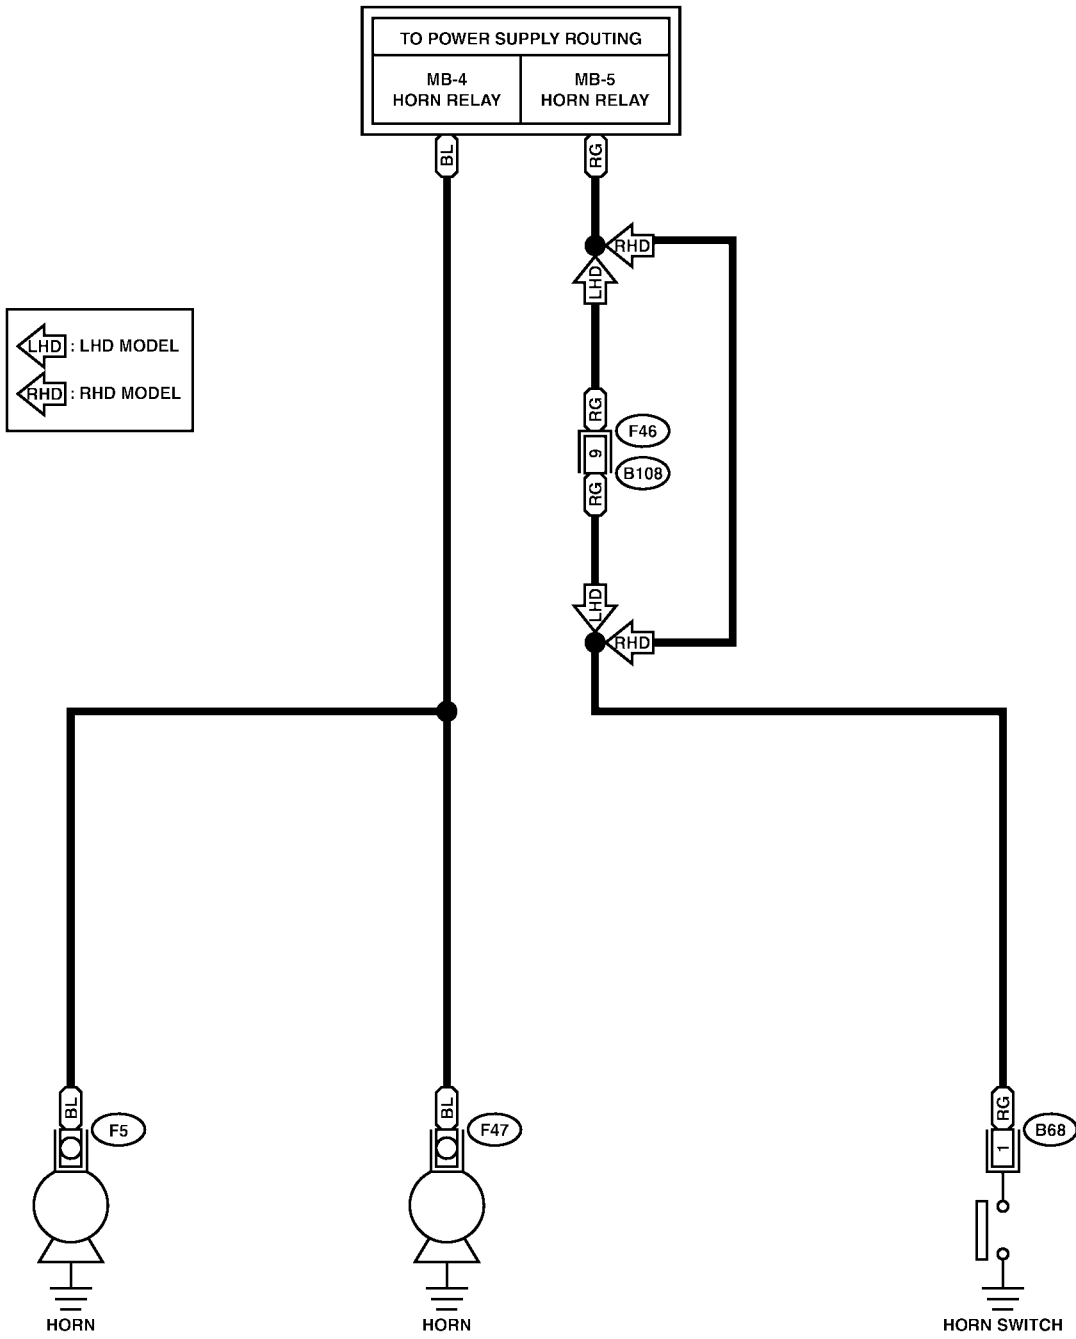 TO POWER SUPPLY ROUTING
MB-4
HORN RELAY
MB-5
HORN RELAY
BL
RG
RHD
LHD
LHD : LHD MODEL
RHD : RHD MODEL
RG
F46
9
B108
RG
LHD
RHD
BL
F5
BL
F47
RG
B68
1
HORN
HORN
HORN SWITCH